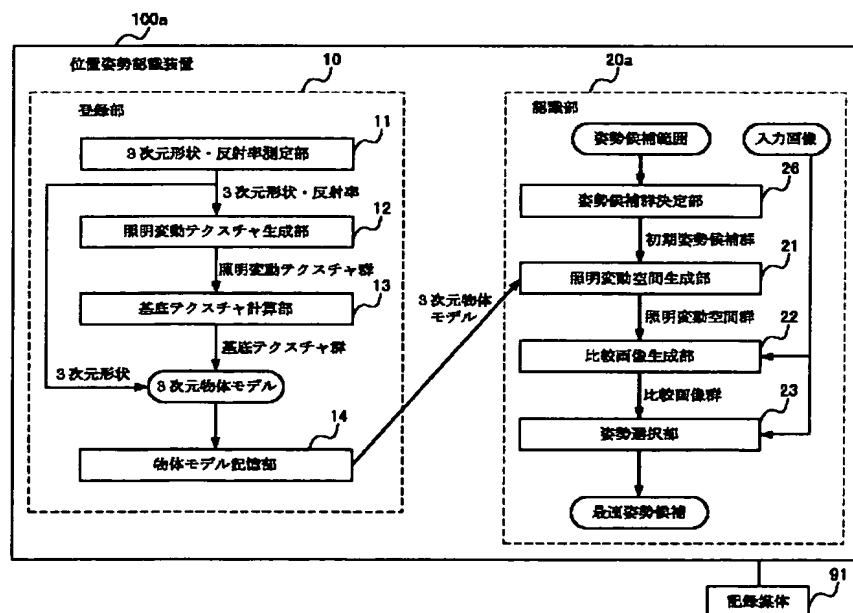 100a
位置姿勢認識装置
10
登録部
11
3次元形状・反射率測定部
3次元形状・反射率
12
照明変動テクスチャ生成部
照明変動テクスチャ群
13
基底テクスチャ計算部
基底テクスチャ群
3次元形状
3次元物体モデル
14
物体モデル記憶部
3次元物体
モデル
20a
認識部
姿勢候補範囲
入力画像
26
姿勢候補群決定部
初期姿勢候補群
21
照明変動空間生成部
照明変動空間群
22
比較画像生成部
比較画像群
23
姿勢選択部
最適姿勢候補
91
記録媒体